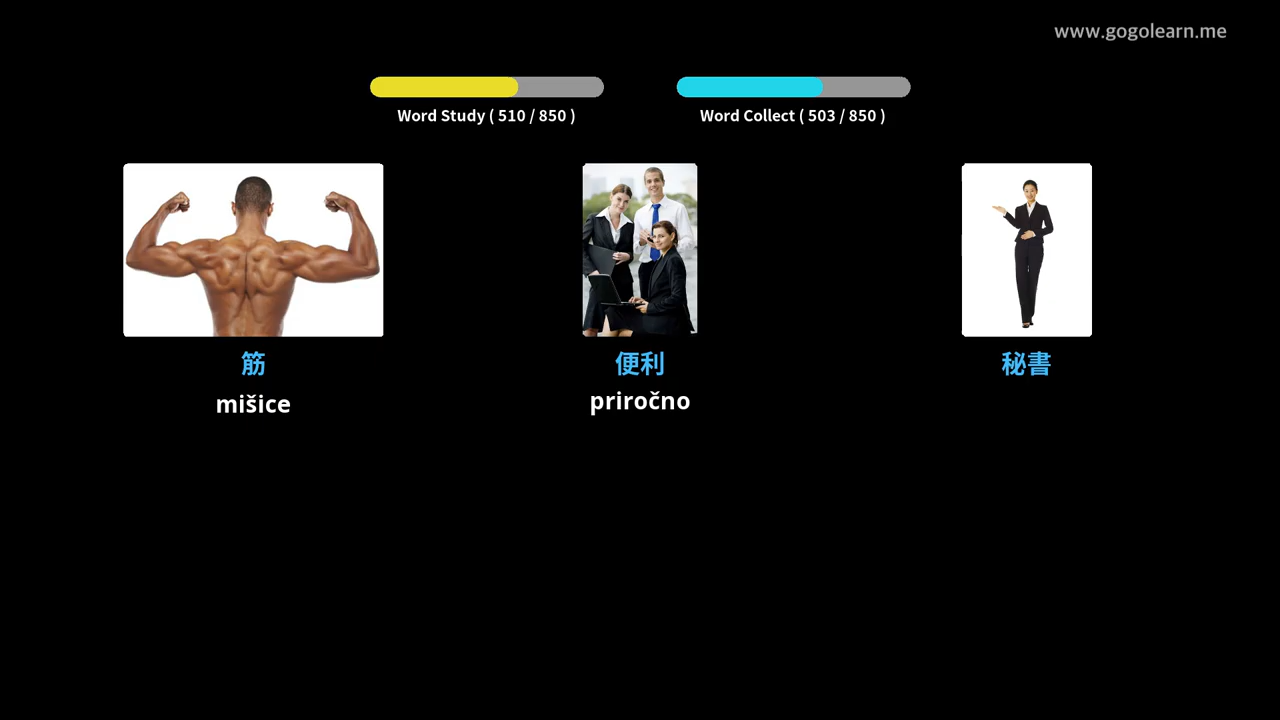 www.gogolearn.me
Word Study ( 510 / 850 )
Word Collect ( 503 / 850 )
筋
便利
秘書
mišice
priročno